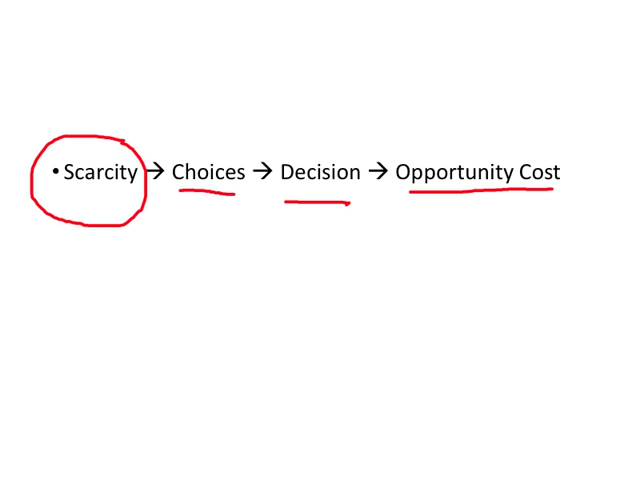 • Scarcity → Choices → Decision → Opportunity Cost